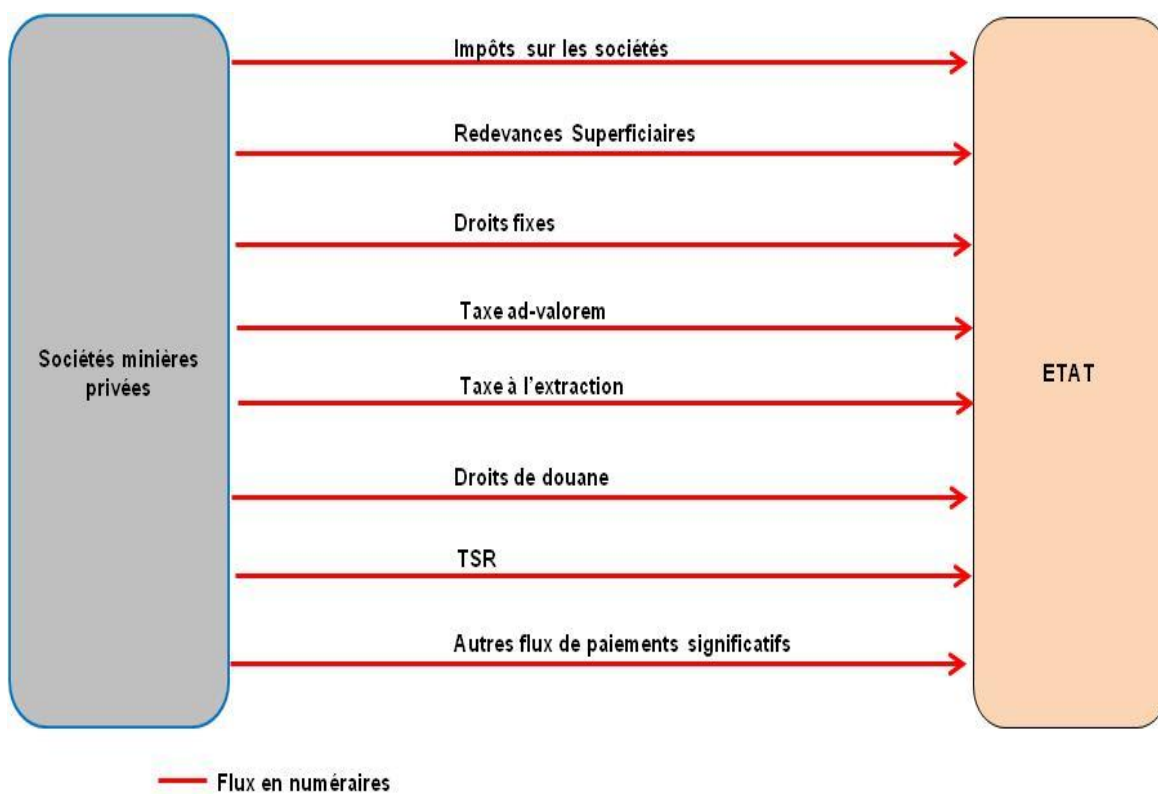 Impôts sur les sociétés
Redevances Superficiaires
Droits fixes
Taxe ad-valorem
Sociétés minières
privées
ETAT
Taxe à l'extraction
Droits de douane
TSR
Autres flux de paiements significatifs
Flux en numéraires